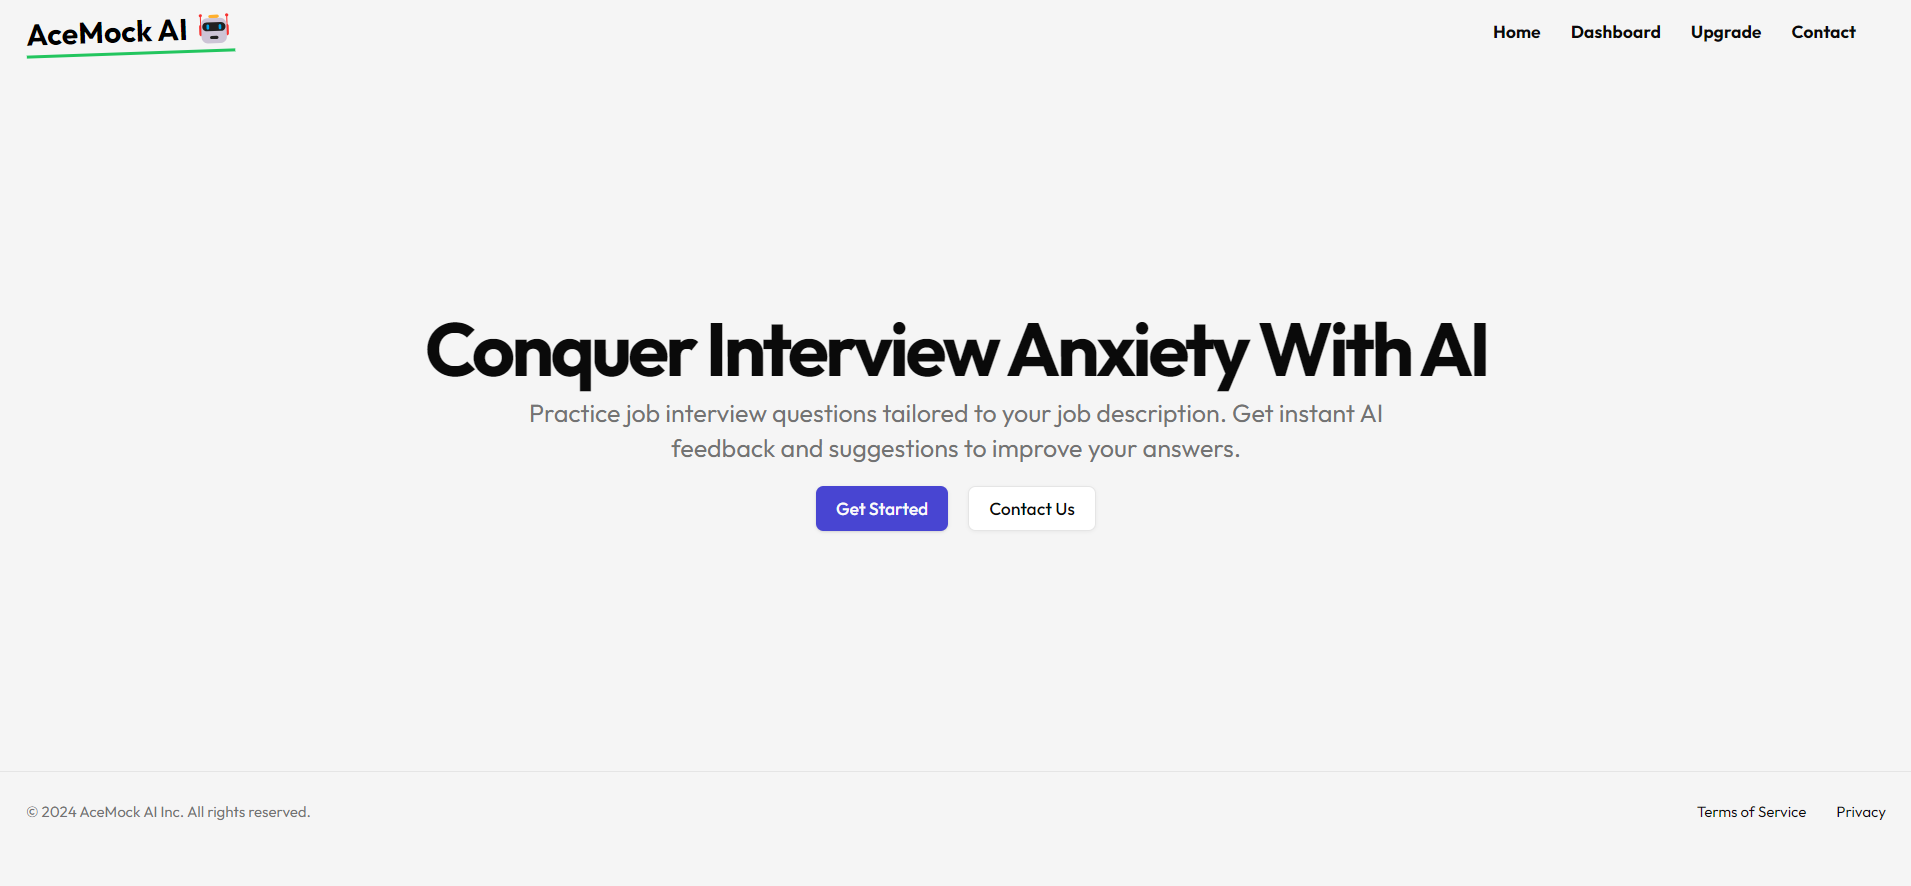 AceMock AI
Home
Dashboard
Upgrade
Contact
Conquer Interview Anxiety With AI
Practice job interview questions tailored to your job description. Get instant AI
feedback and suggestions to improve your answers.
Get Started
Contact Us
© 2024 AceMock AI Inc. All rights reserved.
Terms of Service
Privacy